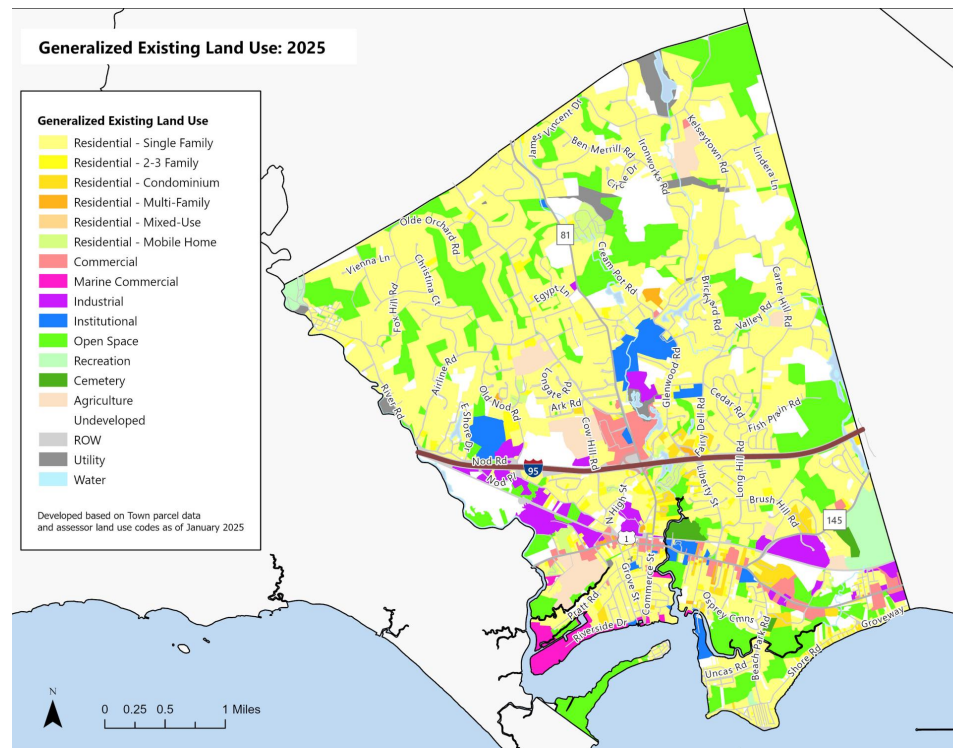 Generalized Existing Land Use: 2025
Generalized Existing Land Use
Residential - Single Family
Residential - 2-3 Family
Residential - Condominium
Residential - Multi-Family
Residential - Mixed-Use
Residential - Mobile Home
Commercial
Marine Commercial
Industrial
Institutional
Open Space
Recreation
Cemetery
Agriculture
Undeveloped
ROW
Utility
Water
Developed based on Town parcel data
and assessor land use codes as of January 2025
James Vincent Dr
Ben Merrill Rd
Ironworks Rd
Kelseytown Rd
Lindera Ln
Circle Dr
Olde Orchard Rd
81
Vienna Ln
Christina Ct
Cream Pot Rd
Fox Hill Rd
Egypt Ln
Brickyard Rd
Carter Hill Rd
Valley Rd
Airline Rd
Longate Rd
Glenwood Rd
River Rd
Old Nod Rd
Ark Rd
Cedar Rd
Fish Plain Rd
E Shore Dr
Cow Hill Rd
Fairy Dell Rd
Nod Rd
95
Long Hill Rd
Liberty St
Nod Pl
N High St
Brush Hill Rd
145
1
Grove St
Commerce St
Pratt Rd
Osprey Cmns
Riverside Dr
Groveway
Beach Park Rd
Uncas Rd
Shore Rd
N
0 0.25 0.5 1 Miles